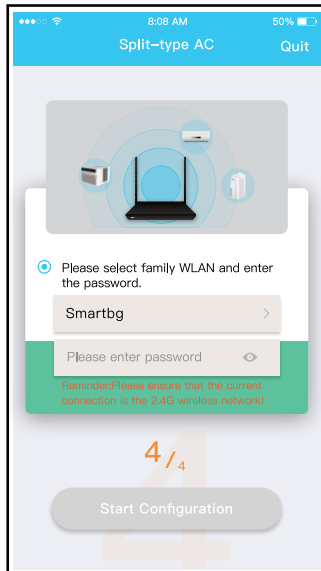 8:08 AM
50%
Split-type AC
Quit
Please select family WLAN and enter
the password.
Smartbg
Please enter password
Reminder:Please ensure that the current
connection is the 2.4G wireless network!
4/4
4
Start Configuration